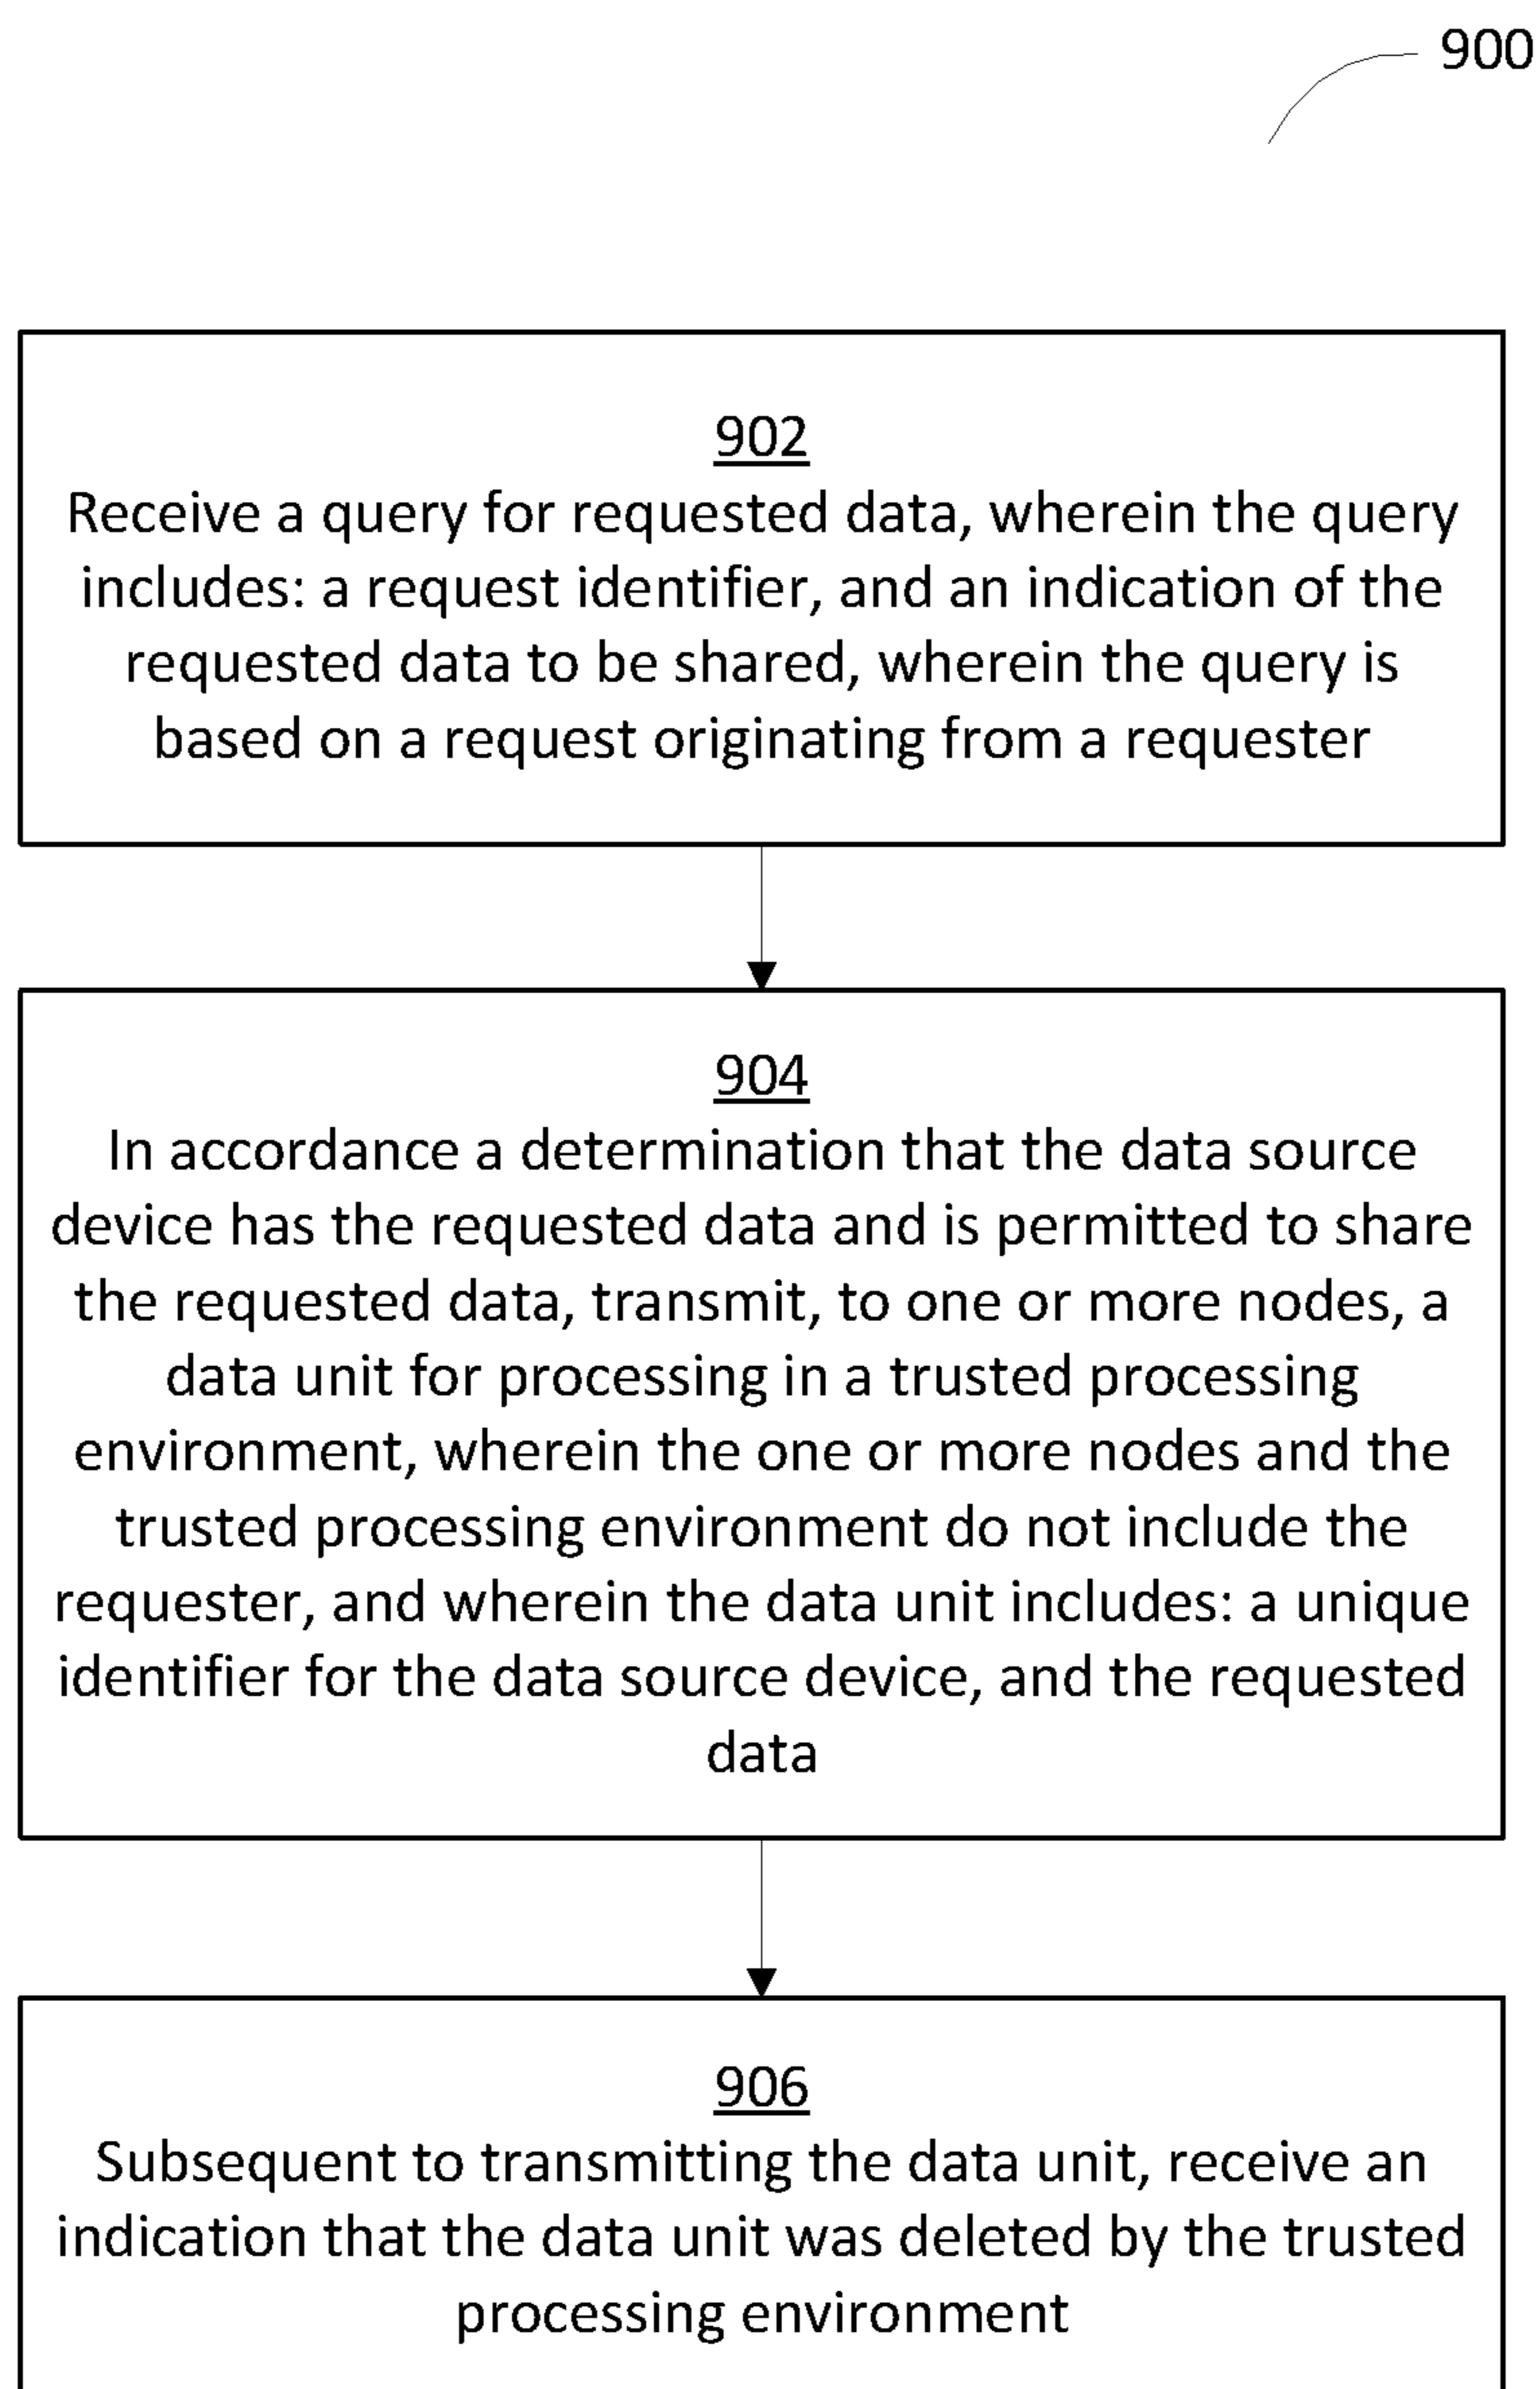 900
902
Receive a query for requested data, wherein the query
includes: a request identifier, and an indication of the
requested data to be shared, wherein the query is
based on a request originating from a requester
904
In accordance a determination that the data source
device has the requested data and is permitted to share
the requested data, transmit, to one or more nodes, a
data unit for processing in a trusted processing
environment, wherein the one or more nodes and the
trusted processing environment do not include the
requester, and wherein the data unit includes: a unique
identifier for the data source device, and the requested
data
906
Subsequent to transmitting the data unit, receive an
indication that the data unit was deleted by the trusted
processing environment